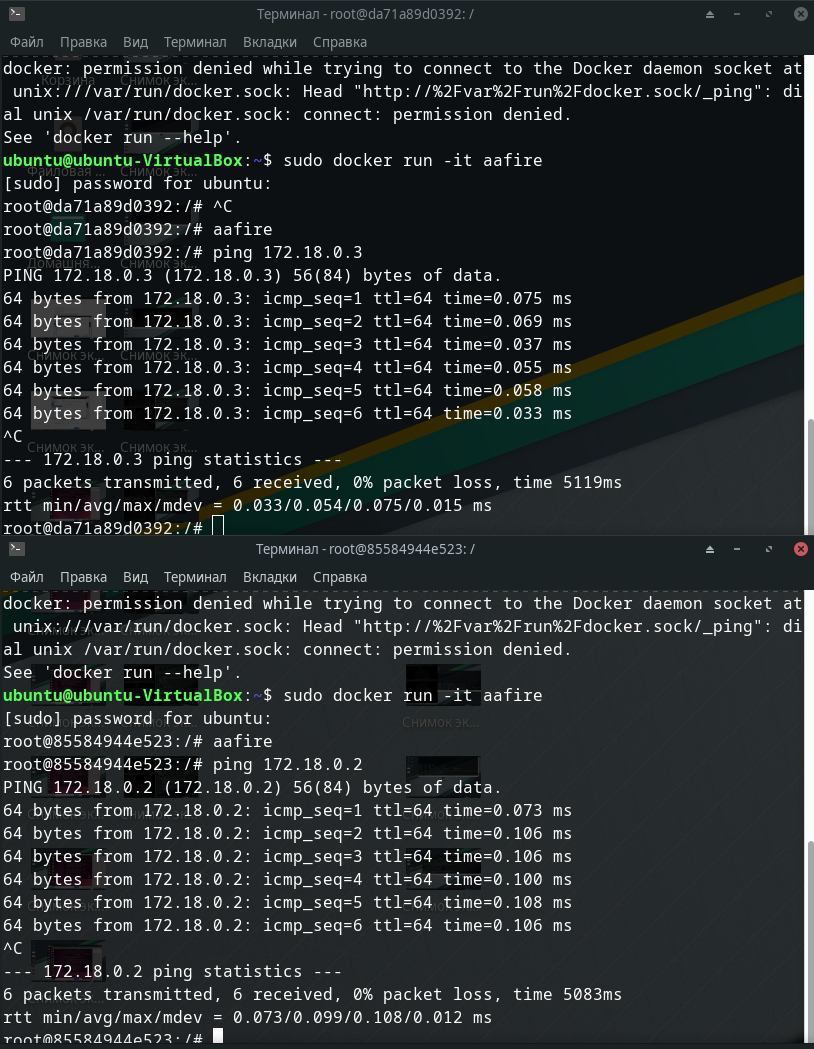 Терминал - root@da71a89d0392: /
Файл Правка Вид Терминал Вкладки Справка
docker: permission denied while trying to connect to the Docker daemon socket at
unix:///var/run/docker.sock: Head "http://%2Fvar%2Frun%2Fdocker.sock/_ping": di
al unix /var/run/docker.sock: connect: permission denied.
See 'docker run --help'.
ubuntu@ubuntu-VirtualBox:~$ sudo docker run -it aafire
[sudo] password for ubuntu:
root@da71a89d0392:/# ^C
root@da71a89d0392:/# aafire
root@da71a89d0392:/# ping 172.18.0.3
PING 172.18.0.3 (172.18.0.3) 56(84) bytes of data.
64 bytes from 172.18.0.3: icmp_seq=1 ttl=64 time=0.075 ms
64 bytes from 172.18.0.3: icmp_seq=2 ttl=64 time=0.069 ms
64 bytes from 172.18.0.3: icmp_seq=3 ttl=64 time=0.037 ms
64 bytes from 172.18.0.3: icmp_seq=4 ttl=64 time=0.055 ms
64 bytes from 172.18.0.3: icmp_seq=5 ttl=64 time=0.058 ms
64 bytes from 172.18.0.3: icmp_seq=6 ttl=64 time=0.033 ms
^C
--- 172.18.0.3 ping statistics ---
6 packets transmitted, 6 received, 0% packet loss, time 5119ms
rtt min/avg/max/mdev = 0.033/0.054/0.075/0.015 ms
root@da71a89d0392:/#
Терминал - root@85584944e523: /
Файл Правка Вид Терминал Вкладки Справка
docker: permission denied while trying to connect to the Docker daemon socket at
unix:///var/run/docker.sock: Head "http://%2Fvar%2Frun%2Fdocker.sock/_ping": di
al unix /var/run/docker.sock: connect: permission denied.
See 'docker run --help'.
ubuntu@ubuntu-VirtualBox:~$ sudo docker run -it aafire
[sudo] password for ubuntu:
root@85584944e523:/# aafire
root@85584944e523:/# ping 172.18.0.2
PING 172.18.0.2 (172.18.0.2) 56(84) bytes of data.
64 bytes from 172.18.0.2: icmp_seq=1 ttl=64 time=0.073 ms
64 bytes from 172.18.0.2: icmp_seq=2 ttl=64 time=0.106 ms
64 bytes from 172.18.0.2: icmp_seq=3 ttl=64 time=0.106 ms
64 bytes from 172.18.0.2: icmp_seq=4 ttl=64 time=0.100 ms
64 bytes from 172.18.0.2: icmp_seq=5 ttl=64 time=0.108 ms
64 bytes from 172.18.0.2: icmp_seq=6 ttl=64 time=0.106 ms
^C
--- 172.18.0.2 ping statistics ---
6 packets transmitted, 6 received, 0% packet loss, time 5083ms
rtt min/avg/max/mdev = 0.073/0.099/0.108/0.012 ms
root@85584944e523:/#